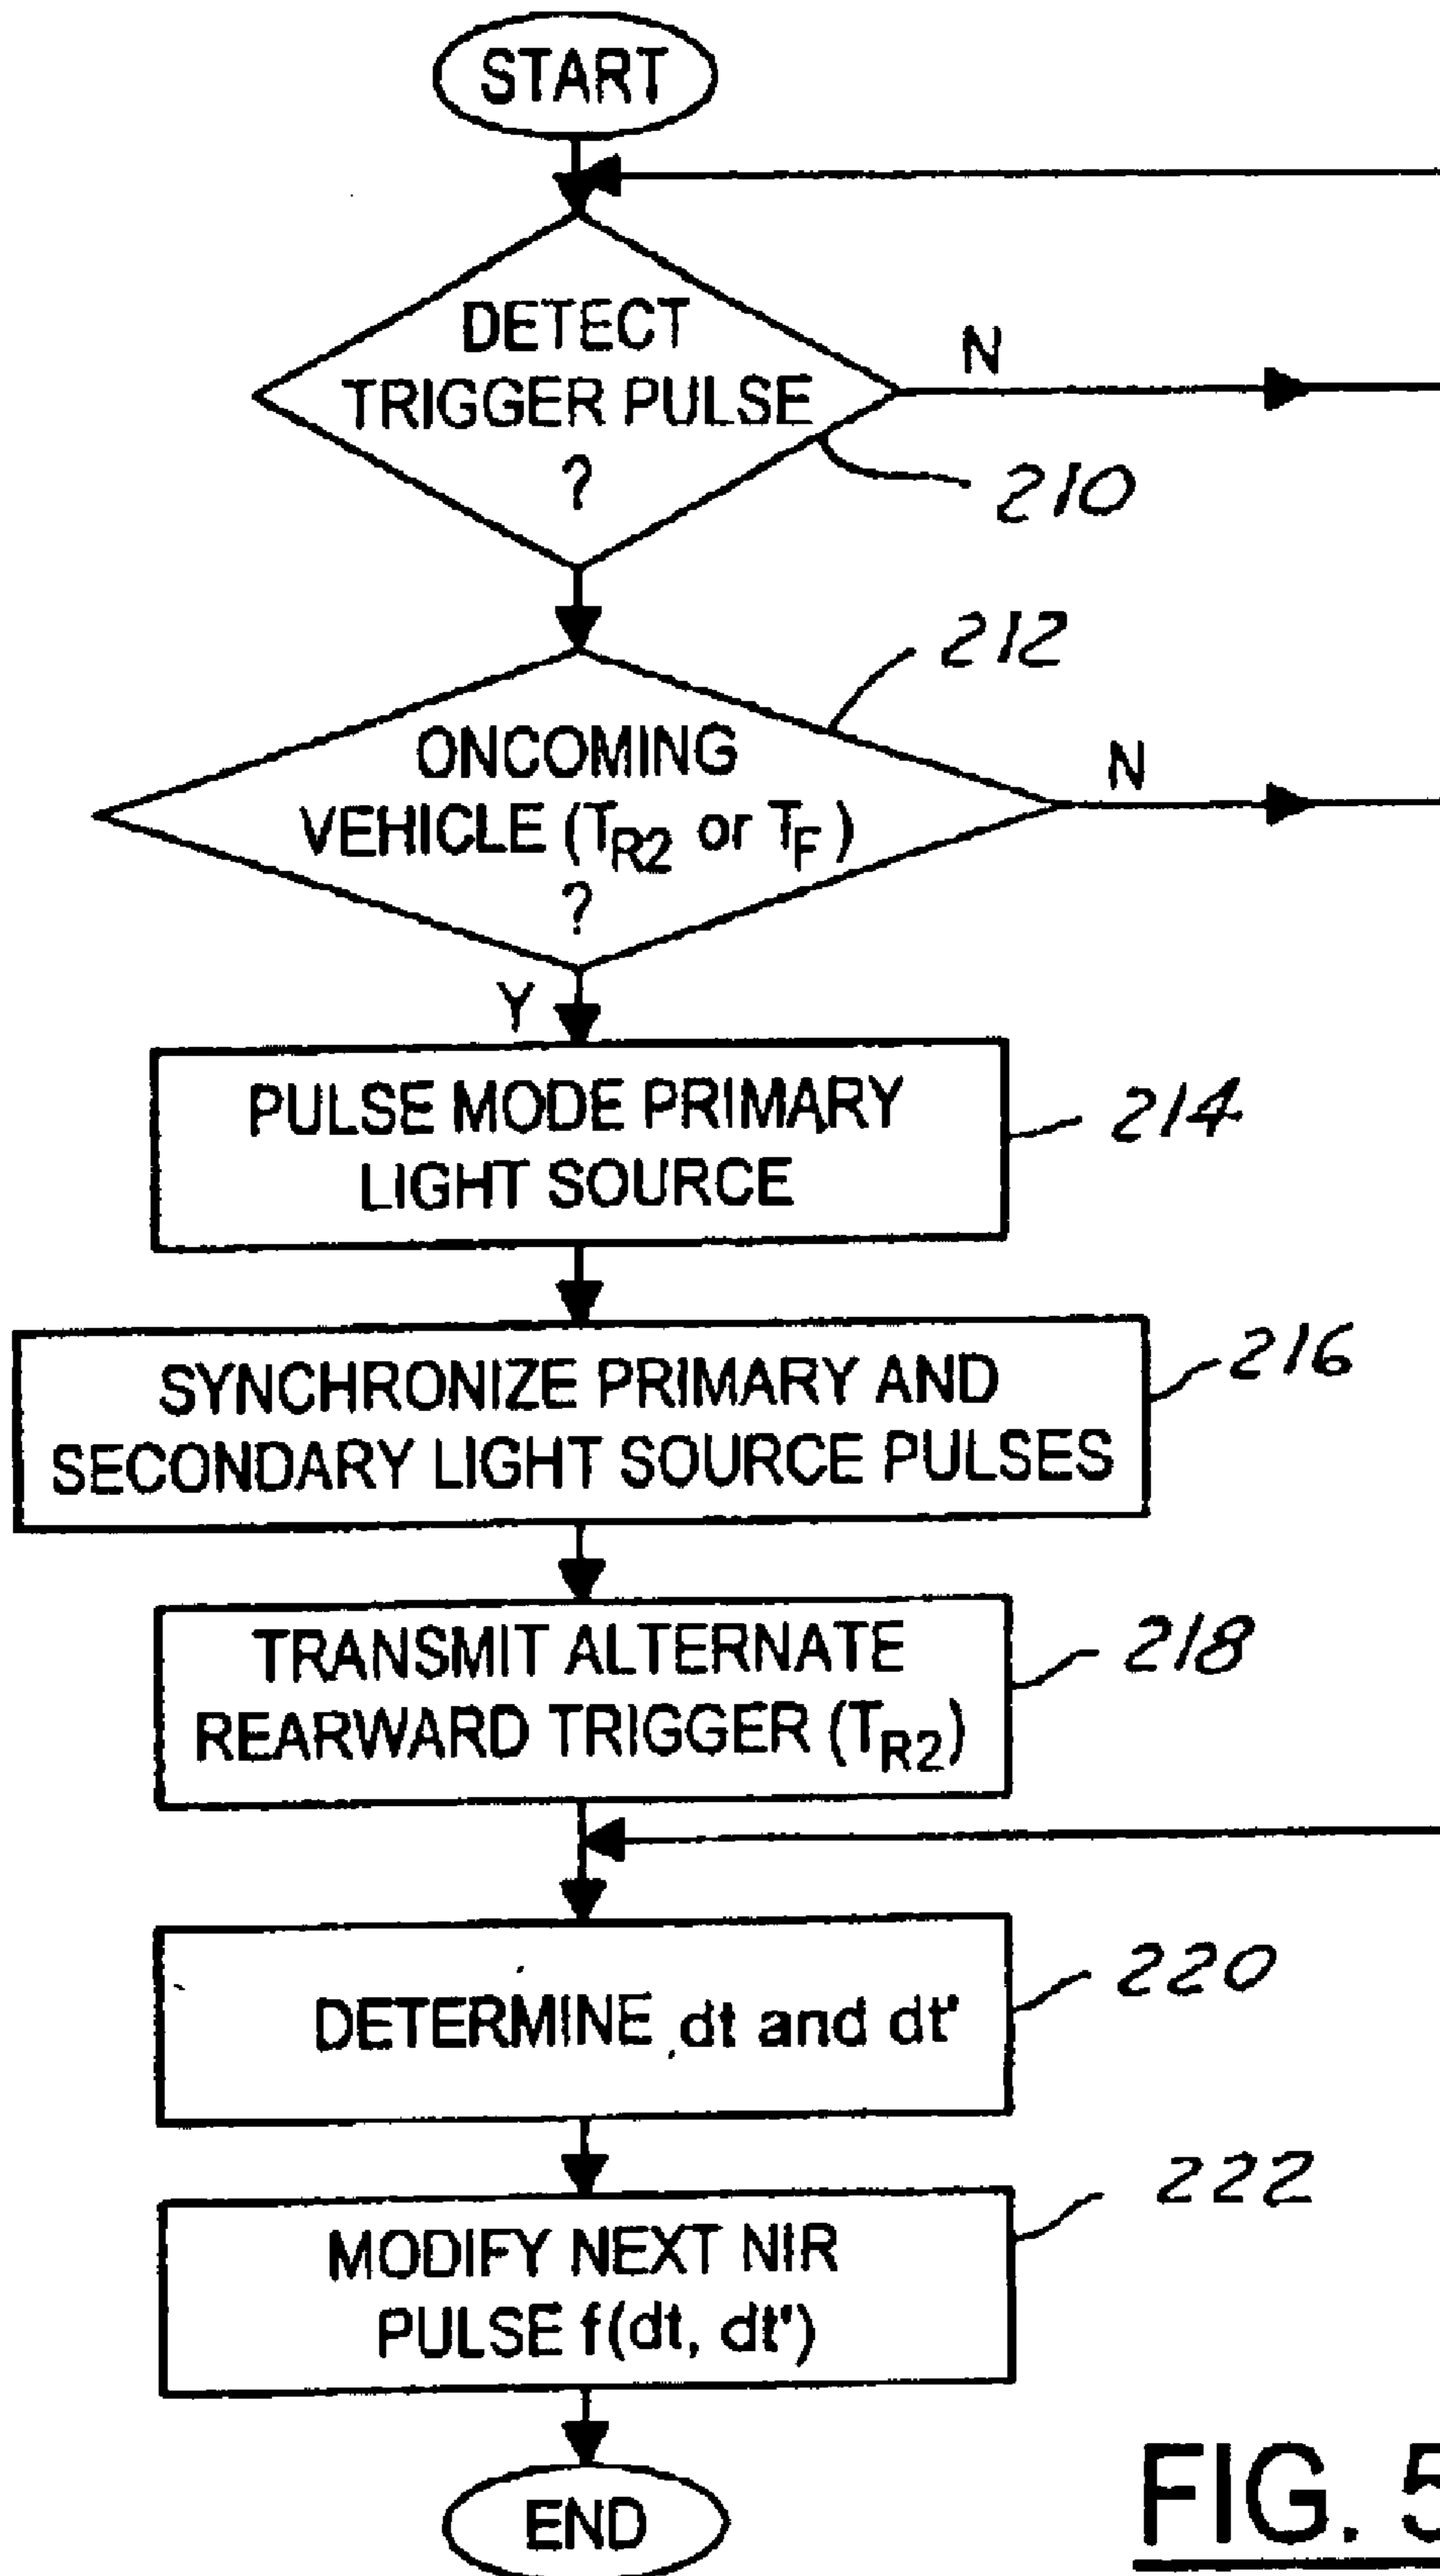 START
DETECT
TRIGGER PULSE
?
N
210
212
ONCOMING
VEHICLE (TR2 or TF)
?
N
Y
PULSE MODE PRIMARY
LIGHT SOURCE
214
SYNCHRONIZE PRIMARY AND
SECONDARY LIGHT SOURCE PULSES
216
TRANSMIT ALTERNATE
REARWARD TRIGGER (TR2)
218
DETERMINE dt and dt'
220
MODIFY NEXT NIR
PULSE f(dt, dt')
222
END
FIG. 5